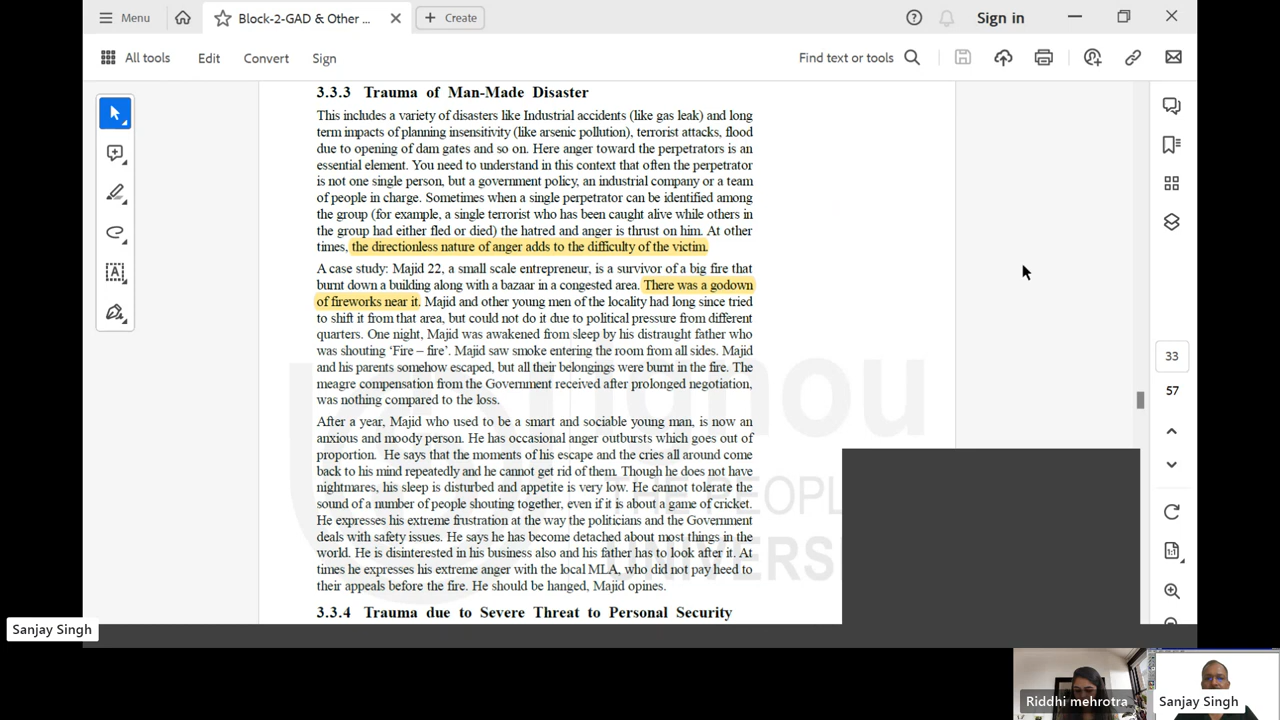 Menu
Block-2-GAD & Other ...
Create
Sign in
All tools
Edit
Convert
Sign
Find text or tools
3.3.3 Trauma of Man-Made Disaster
This includes a variety of disasters like Industrial accidents (like gas leak) and long
term impacts of planning insensitivity (like arsenic pollution), terrorist attacks, flood
due to opening of dam gates and so on. Here anger toward the perpetrators is an
essential element. You need to understand in this context that often the perpetrator
is not one single person, but a government policy, an industrial company or a team
of people in charge. Sometimes when a single perpetrator can be identified among
the group (for example, a single terrorist who has been caught alive while others in
the group had either fled or died) the hatred and anger is thrust on him. At other
times, the directionless nature of anger adds to the difficulty of the victim.
A case study: Majid 22, a small scale entrepreneur, is a survivor of a big fire that
burnt down a building along with a bazaar in a congested area. There was a godown
of fireworks near it. Majid and other young men of the locality had long since tried
to shift it from that area, but could not do it due to political pressure from different
quarters. One night, Majid was awakened from sleep by his distraught father who
was shouting ‘Fire – fire’. Majid saw smoke entering the room from all sides. Majid
and his parents somehow escaped, but all their belongings were burnt in the fire. The
meagre compensation from the Government received after prolonged negotiation,
was nothing compared to the loss.
After a year, Majid who used to be a smart and sociable young man, is now an
anxious and moody person. He has occasional anger outbursts which goes out of
proportion. He says that the moments of his escape and the cries all around come
back to his mind repeatedly and he cannot get rid of them. Though he does not have
nightmares, his sleep is disturbed and appetite is very low. He cannot tolerate the
sound of a number of people shouting together, even if it is about a game of cricket.
He expresses his extreme frustration at the way the politicians and the Government
deals with safety issues. He says he has become detached about most things in the
world. He is disinterested in his business also and his father has to look after it. At
times he expresses his extreme anger with the local MLA, who did not pay heed to
their appeals before the fire. He should be hanged, Majid opines.
3.3.4 Trauma due to Severe Threat to Personal Security
nou
THE PEOPL
UNIVERS
33
57
1:1
Sanjay Singh
Riddhi mehrotra
Sanjay Singh